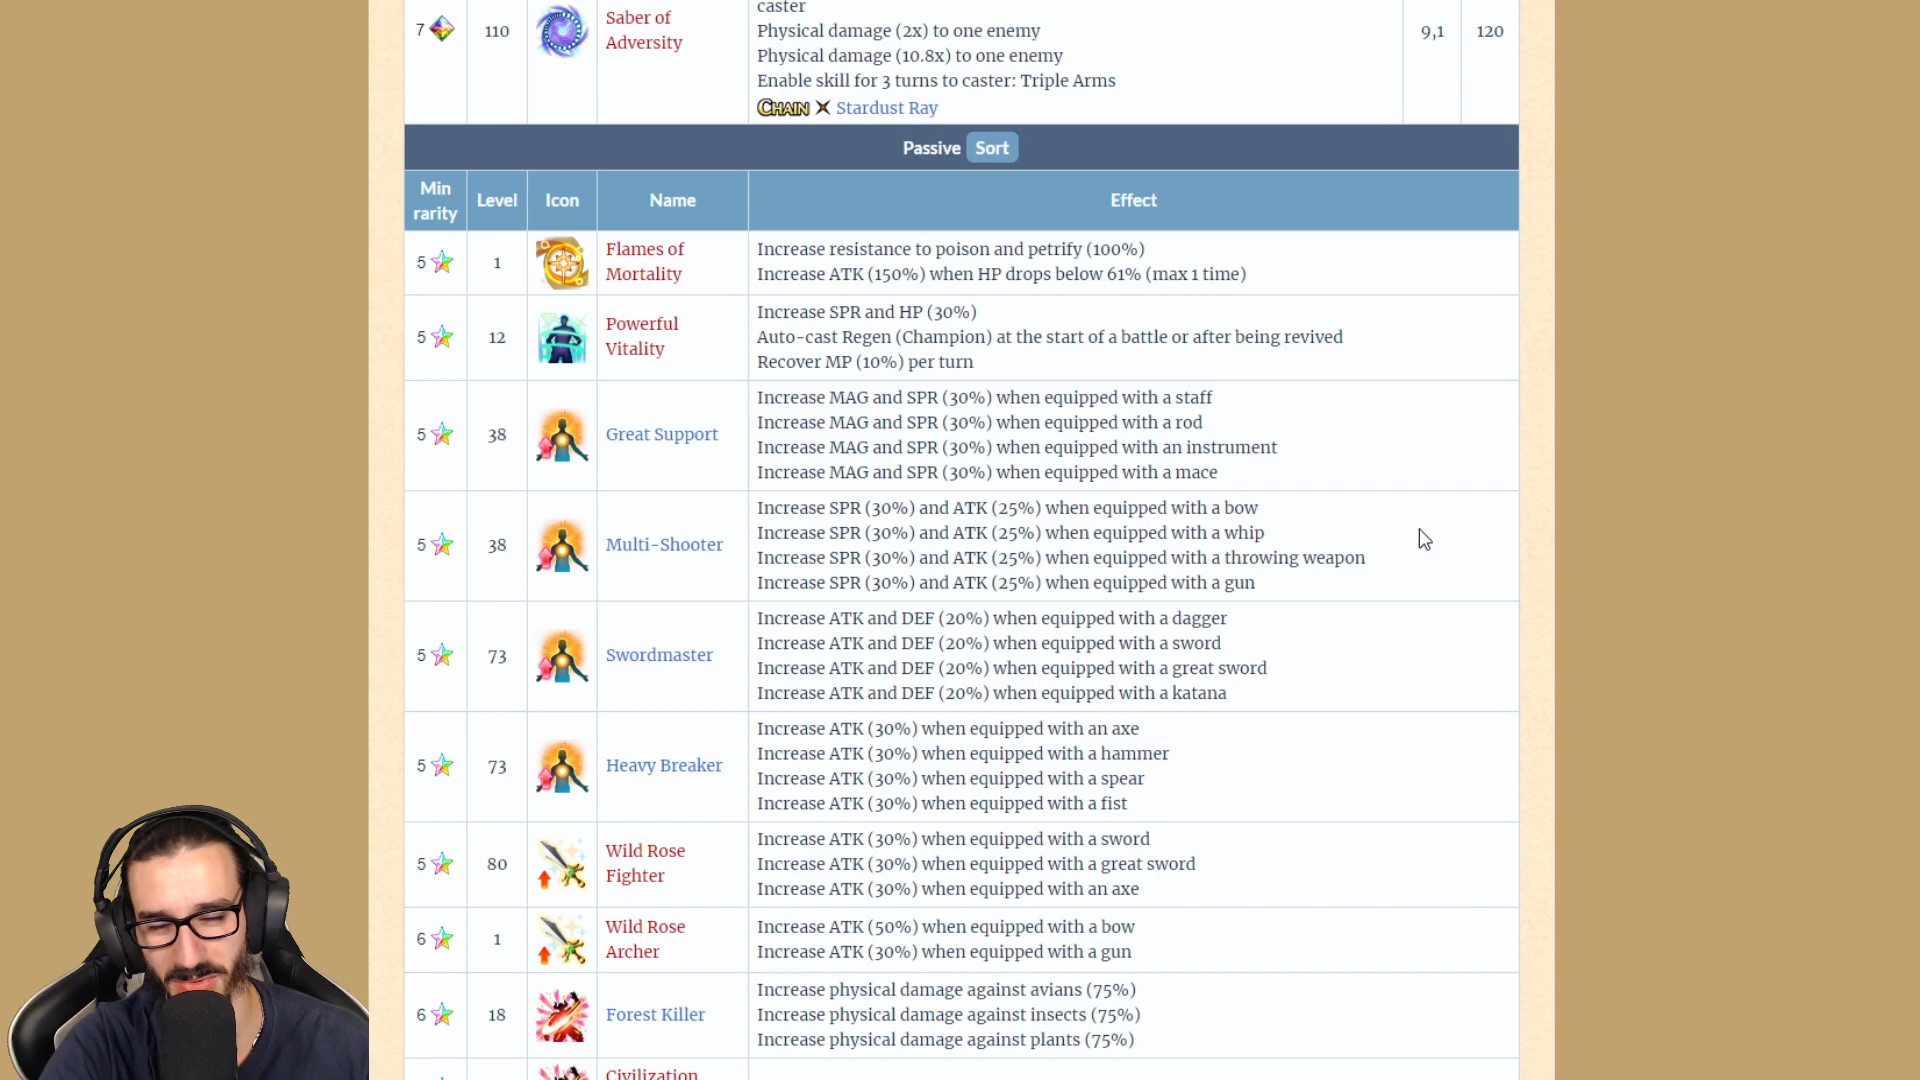 caster
7 110 Saber of Adversity
Physical damage (2x) to one enemy
Physical damage (10.8x) to one enemy
Enable skill for 3 turns to caster: Triple Arms
CHAIN Stardust Ray
9,1 120
Passive Sort
Min rarity Level Icon Name Effect
5 1 Flames of Mortality
Increase resistance to poison and petrify (100%)
Increase ATK (150%) when HP drops below 61% (max 1 time)
5 12 Powerful Vitality
Increase SPR and HP (30%)
Auto-cast Regen (Champion) at the start of a battle or after being revived
Recover MP (10%) per turn
5 38 Great Support
Increase MAG and SPR (30%) when equipped with a staff
Increase MAG and SPR (30%) when equipped with a rod
Increase MAG and SPR (30%) when equipped with an instrument
Increase MAG and SPR (30%) when equipped with a mace
5 38 Multi-Shooter
Increase SPR (30%) and ATK (25%) when equipped with a bow
Increase SPR (30%) and ATK (25%) when equipped with a whip
Increase SPR (30%) and ATK (25%) when equipped with a throwing weapon
Increase SPR (30%) and ATK (25%) when equipped with a gun
5 73 Swordmaster
Increase ATK and DEF (20%) when equipped with a dagger
Increase ATK and DEF (20%) when equipped with a sword
Increase ATK and DEF (20%) when equipped with a great sword
Increase ATK and DEF (20%) when equipped with a katana
5 73 Heavy Breaker
Increase ATK (30%) when equipped with an axe
Increase ATK (30%) when equipped with a hammer
Increase ATK (30%) when equipped with a spear
Increase ATK (30%) when equipped with a fist
5 80 Wild Rose Fighter
Increase ATK (30%) when equipped with a sword
Increase ATK (30%) when equipped with a great sword
Increase ATK (30%) when equipped with an axe
6 1 Wild Rose Archer
Increase ATK (50%) when equipped with a bow
Increase ATK (30%) when equipped with a gun
6 18 Forest Killer
Increase physical damage against avians (75%)
Increase physical damage against insects (75%)
Increase physical damage against plants (75%)
Civilization